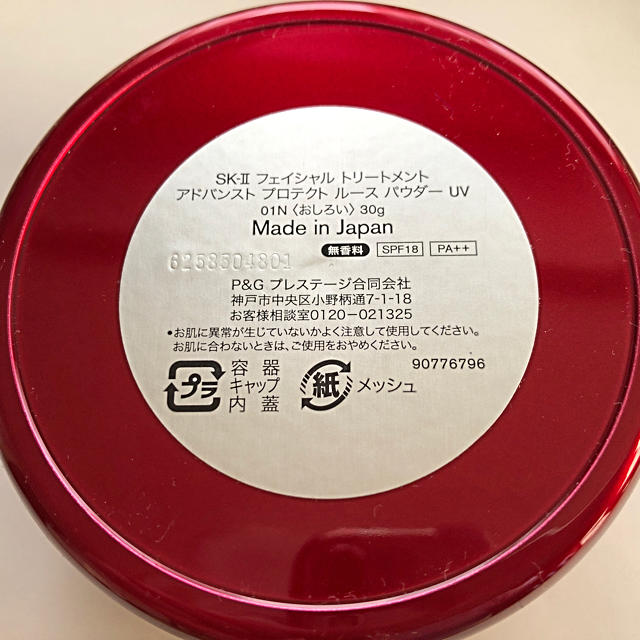 SK-II フェイシャル トリートメント
アドバンスト プロテクト ルース パウダー UV
01N〈おしろい〉30g
Made in Japan
無香料 SPF18 PA++
6258504801
P&G プレステージ合同会社
神戸市中央区小野柄通7-1-18
お客様相談室0120-021325
•お肌に異常が生じていないかよく注意して使用してください。
お肌に合わないときは、ご使用をおやめください。
90776796
プラ 容器
キャップ
内蓋
紙 メッシュ